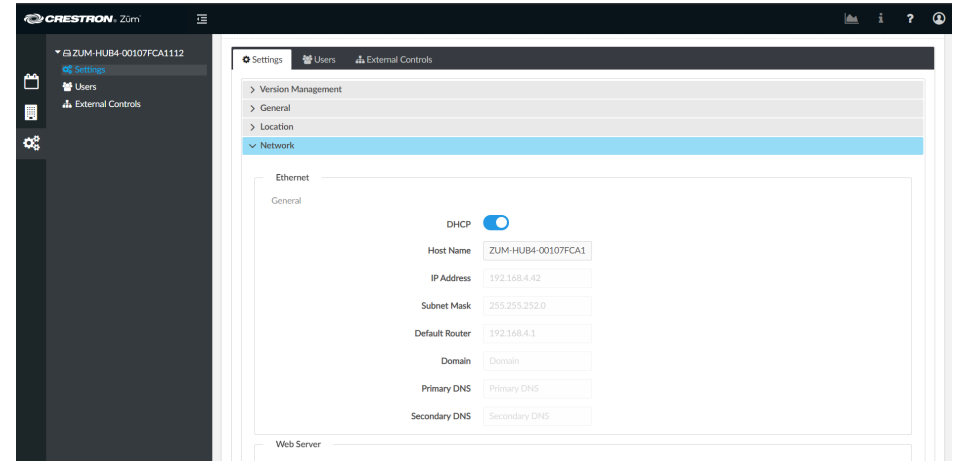 CRESTRON® Zūm™
ZUM-HUB4-00107FCA1112
Settings
Users
External Controls
Settings Users External Controls
Version Management
General
Location
Network
Ethernet
General
DHCP
Host Name ZUM-HUB4-00107FCA1
IP Address 192.168.4.42
Subnet Mask 255.255.252.0
Default Router 192.168.4.1
Domain Domain
Primary DNS Primary DNS
Secondary DNS Secondary DNS
Web Server